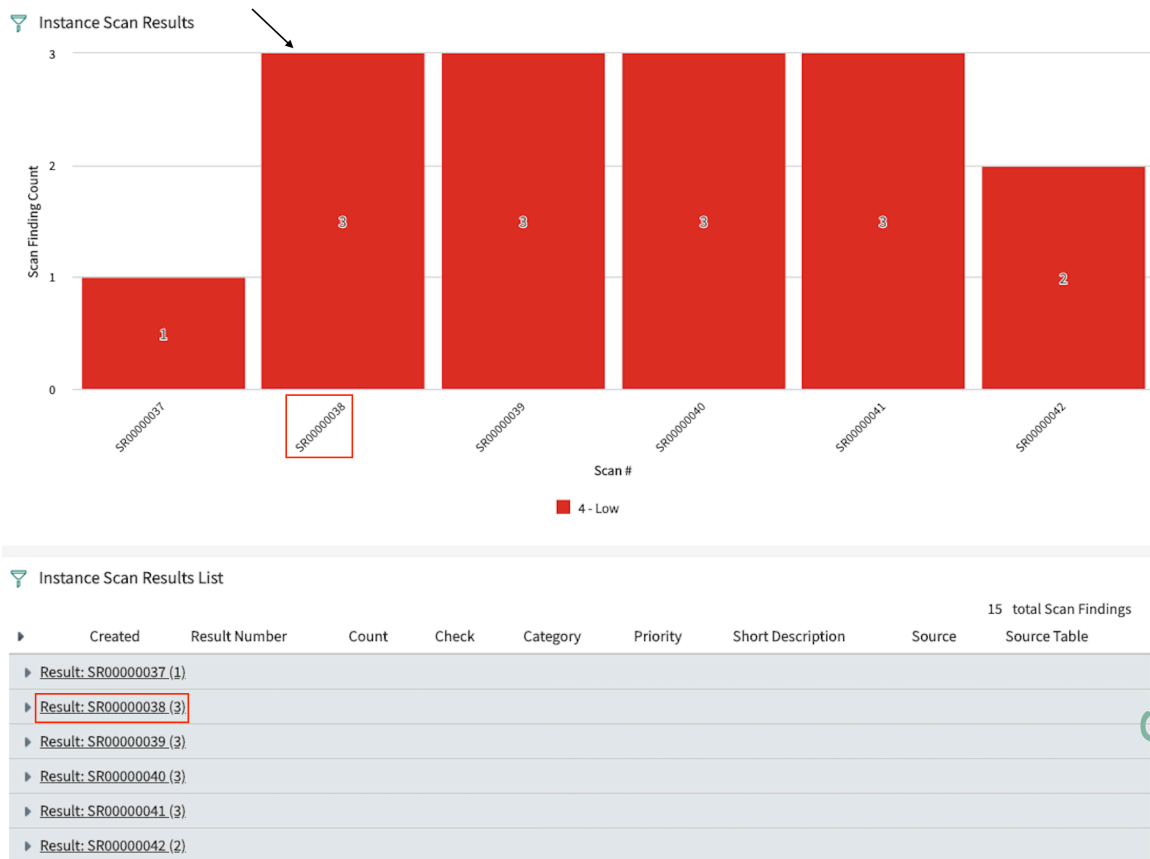 Instance Scan Results
3
2
1
0
Scan Finding Count
1
3
3
3
3
2
SR00000037
SR00000038
SR00000039
SR00000040
SR00000041
SR00000042
Scan #
4 - Low
Instance Scan Results List
15 total Scan Findings
Created Result Number Count Check Category Priority Short Description Source Source Table
Result: SR00000037 (1)
Result: SR00000038 (3)
Result: SR00000039 (3)
Result: SR00000040 (3)
Result: SR00000041 (3)
Result: SR00000042 (2)